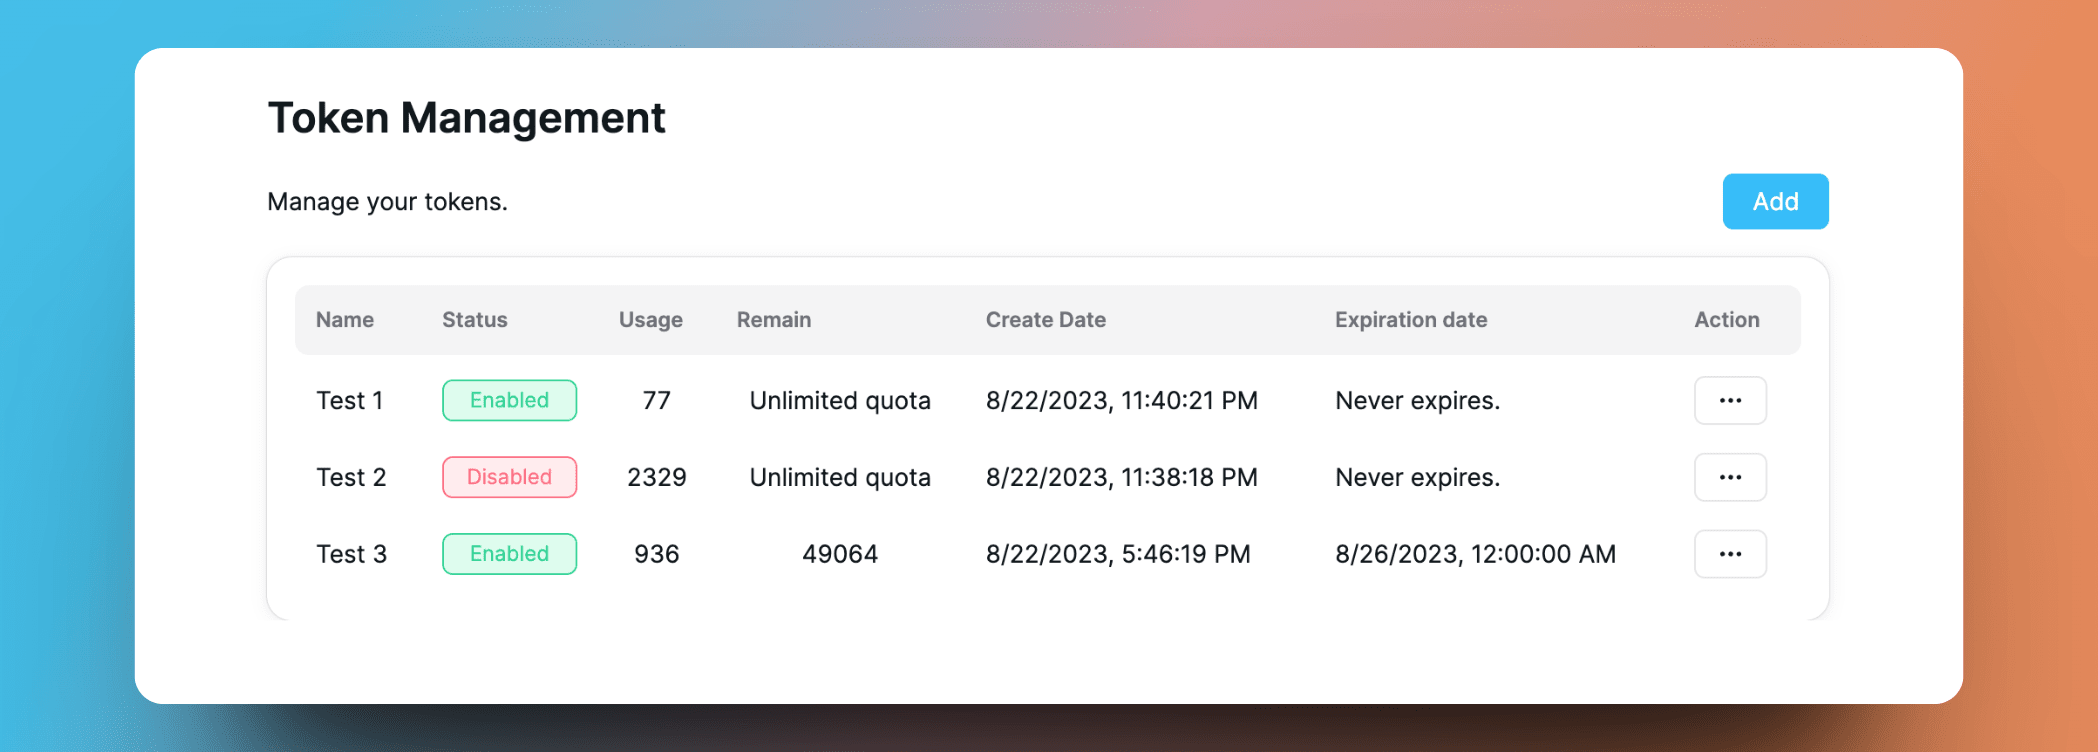 Token Management
Manage your tokens.
Add
Name Status Usage Remain Create Date Expiration date Action
Test 1 Enabled 77 Unlimited quota 8/22/2023, 11:40:21 PM Never expires. ···
Test 2 Disabled 2329 Unlimited quota 8/22/2023, 11:38:18 PM Never expires. ···
Test 3 Enabled 936 49064 8/22/2023, 5:46:19 PM 8/26/2023, 12:00:00 AM ···